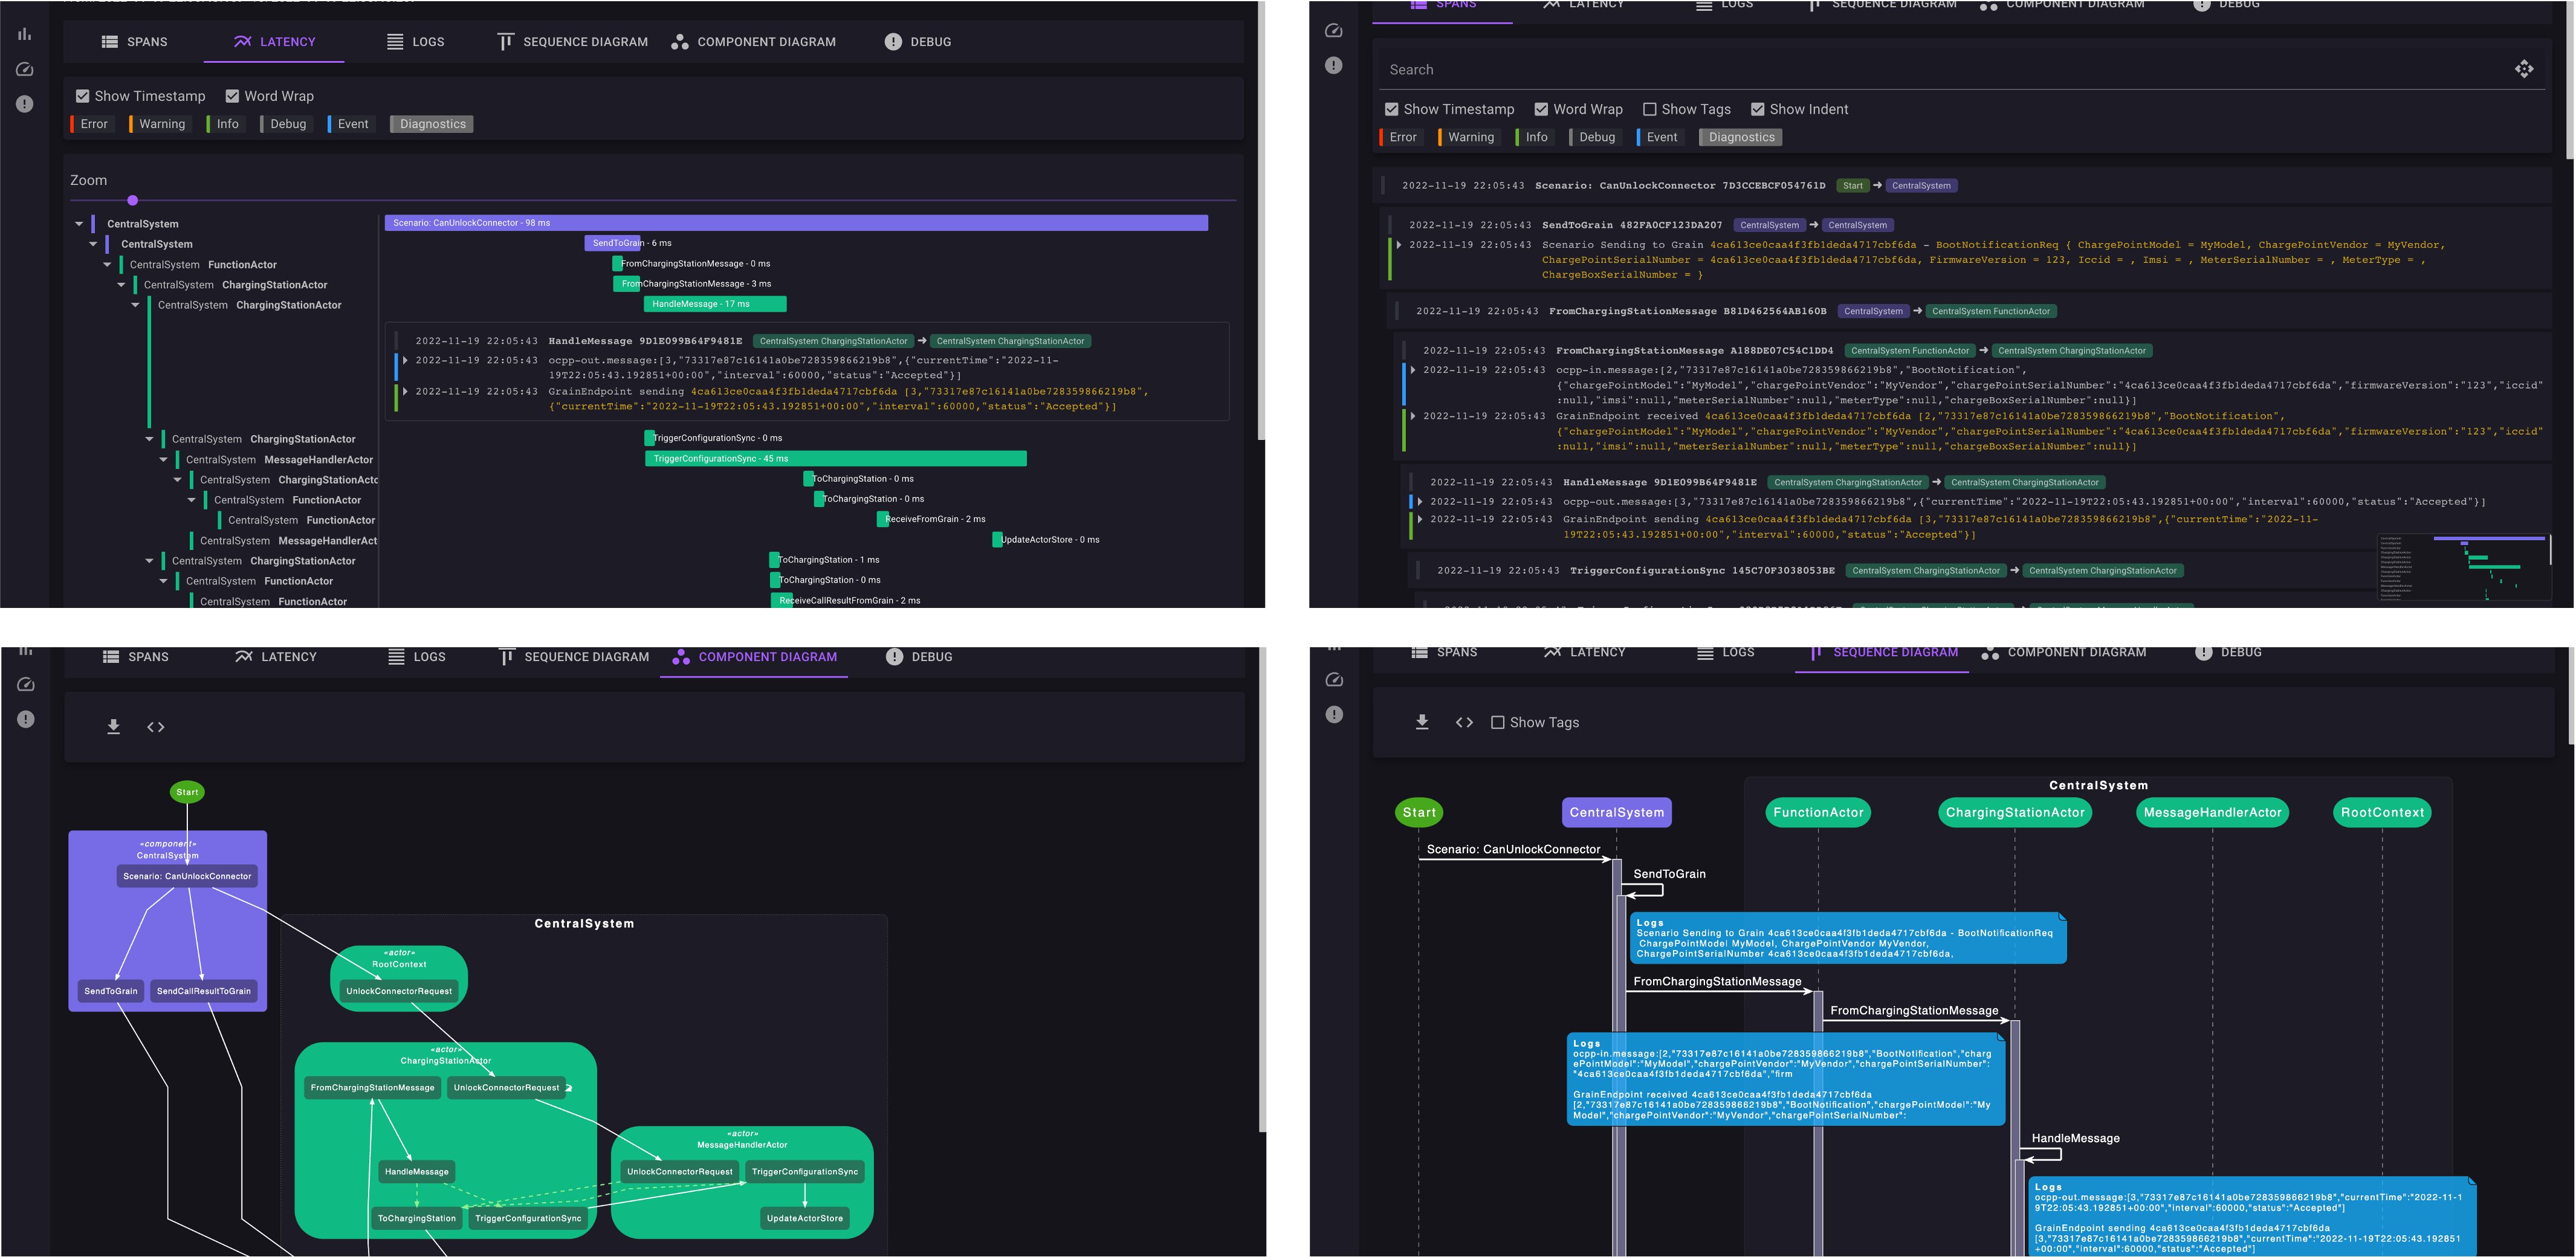 SPANS
LATENCY
LOGS
SEQUENCE DIAGRAM
COMPONENT DIAGRAM
DEBUG
Show Timestamp
Word Wrap
Error
Warning
Info
Debug
Event
Diagnostics
Zoom
CentralSystem
Scenario: CanUnlockConnector - 98 ms
CentralSystem
SendToGrain - 6 ms
CentralSystem FunctionActor
FromChargingStationMessage - 0 ms
CentralSystem ChargingStationActor
FromChargingStationMessage - 3 ms
CentralSystem ChargingStationActor
HandleMessage - 17 ms
2022-11-19 22:05:43 HandleMessage 9D1E099B64F9481E CentralSystem ChargingStationActor → CentralSystem ChargingStationActor
2022-11-19 22:05:43 ocpp-out.message:[3,"73317e87c16141a0be728359866219b8",{"currentTime":"2022-11-
19T22:05:43.192851+00:00","interval":60000,"status":"Accepted"}]
2022-11-19 22:05:43 GrainEndpoint sending 4ca613ce0caa4f3fb1deda4717cbf6da [3,"73317e87c16141a0be728359866219b8",
{"currentTime":"2022-11-19T22:05:43.192851+00:00","interval":60000,"status":"Accepted"}]
CentralSystem ChargingStationActor
TriggerConfigurationSync - 0 ms
CentralSystem MessageHandlerActor
TriggerConfigurationSync - 45 ms
CentralSystem ChargingStationActo
ToChargingStation - 0 ms
CentralSystem FunctionActor
ToChargingStation - 0 ms
CentralSystem FunctionActor
ReceiveFromGrain - 2 ms
CentralSystem MessageHandlerAct
UpdateActorStore - 0 ms
CentralSystem ChargingStationActor
ToChargingStation - 1 ms
CentralSystem FunctionActor
ToChargingStation - 0 ms
CentralSystem FunctionActor
ReceiveCallResultFromGrain - 2 ms
SPANS
LATENCY
LOGS
SEQUENCE DIAGRAM
COMPONENT DIAGRAM
DEBUG
Search
Show Timestamp
Word Wrap
Show Tags
Show Indent
Error
Warning
Info
Debug
Event
Diagnostics
2022-11-19 22:05:43 Scenario: CanUnlockConnector 7D3CCEBCF054761D Start → CentralSystem
2022-11-19 22:05:43 SendToGrain 482FA0CF123DA207 CentralSystem → CentralSystem
2022-11-19 22:05:43 Scenario Sending to Grain 4ca613ce0caa4f3fb1deda4717cbf6da - BootNotificationReq { ChargePointModel = MyModel, ChargePointVendor = MyVendor,
ChargePointSerialNumber = 4ca613ce0caa4f3fb1deda4717cbf6da, FirmwareVersion = 123, Iccid = , Imsi = , MeterSerialNumber = , MeterType = ,
ChargeBoxSerialNumber = }
2022-11-19 22:05:43 FromChargingStationMessage B81D462564AB160B CentralSystem → CentralSystem FunctionActor
2022-11-19 22:05:43 FromChargingStationMessage A188DE07C54C1DD4 CentralSystem FunctionActor → CentralSystem ChargingStationActor
2022-11-19 22:05:43 ocpp-in.message:[2,"73317e87c16141a0be728359866219b8","BootNotification",
{"chargePointModel":"MyModel","chargePointVendor":"MyVendor","chargePointSerialNumber":"4ca613ce0caa4f3fb1deda4717cbf6da","firmwareVersion":"123","iccid"
:null,"imsi":null,"meterSerialNumber":null,"meterType":null,"chargeBoxSerialNumber":null}]
2022-11-19 22:05:43 GrainEndpoint received 4ca613ce0caa4f3fb1deda4717cbf6da [2,"73317e87c16141a0be728359866219b8","BootNotification",
{"chargePointModel":"MyModel","chargePointVendor":"MyVendor","chargePointSerialNumber":"4ca613ce0caa4f3fb1deda4717cbf6da","firmwareVersion":"123","iccid"
:null,"imsi":null,"meterSerialNumber":null,"meterType":null,"chargeBoxSerialNumber":null}]
2022-11-19 22:05:43 HandleMessage 9D1E099B64F9481E CentralSystem ChargingStationActor → CentralSystem ChargingStationActor
2022-11-19 22:05:43 ocpp-out.message:[3,"73317e87c16141a0be728359866219b8",{"currentTime":"2022-11-19T22:05:43.192851+00:00","interval":60000,"status":"Accepted"}]
2022-11-19 22:05:43 GrainEndpoint sending 4ca613ce0caa4f3fb1deda4717cbf6da [3,"73317e87c16141a0be728359866219b8",{"currentTime":"2022-11-
19T22:05:43.192851+00:00","interval":60000,"status":"Accepted"}]
2022-11-19 22:05:43 TriggerConfigurationSync 145C70F3038053BE CentralSystem ChargingStationActor → CentralSystem ChargingStationActor
SPANS
LATENCY
LOGS
SEQUENCE DIAGRAM
COMPONENT DIAGRAM
DEBUG
Start
«component»
CentralSystem
Scenario: CanUnlockConnector
SendToGrain
SendCallResultToGrain
CentralSystem
«actor»
RootContext
UnlockConnectorRequest
«actor»
ChargingStationActor
FromChargingStationMessage
UnlockConnectorRequest
HandleMessage
ToChargingStation
TriggerConfigurationSync
«actor»
MessageHandlerActor
UnlockConnectorRequest
TriggerConfigurationSync
UpdateActorStore
SPANS
LATENCY
LOGS
SEQUENCE DIAGRAM
COMPONENT DIAGRAM
DEBUG
Show Tags
CentralSystem
Start
CentralSystem
FunctionActor
ChargingStationActor
MessageHandlerActor
RootContext
Scenario: CanUnlockConnector
SendToGrain
Logs
Scenario Sending to Grain 4ca613ce0caa4f3fb1deda4717cbf6da - BootNotificationReq
ChargePointModel MyModel, ChargePointVendor MyVendor,
ChargePointSerialNumber 4ca613ce0caa4f3fb1deda4717cbf6da,
FromChargingStationMessage
FromChargingStationMessage
Logs
ocpp-in.message:[2,"73317e87c16141a0be728359866219b8","BootNotification","charg
ePointModel":"MyModel","chargePointVendor":"MyVendor","chargePointSerialNumber":
"4ca613ce0caa4f3fb1deda4717cbf6da","firm
GrainEndpoint received 4ca613ce0caa4f3fb1deda4717cbf6da
[2,"73317e87c16141a0be728359866219b8","BootNotification","chargePointModel":"My
Model","chargePointVendor":"MyVendor","chargePointSerialNumber":
HandleMessage
Logs
ocpp-out.message:[3,"73317e87c16141a0be728359866219b8","currentTime":"2022-11-1
9T22:05:43.192851+00:00","interval":60000,"status":"Accepted"]
GrainEndpoint sending 4ca613ce0caa4f3fb1deda4717cbf6da
[3,"73317e87c16141a0be728359866219b8","currentTime":"2022-11-19T22:05:43.192851
+00:00","interval":60000,"status":"Accepted"]